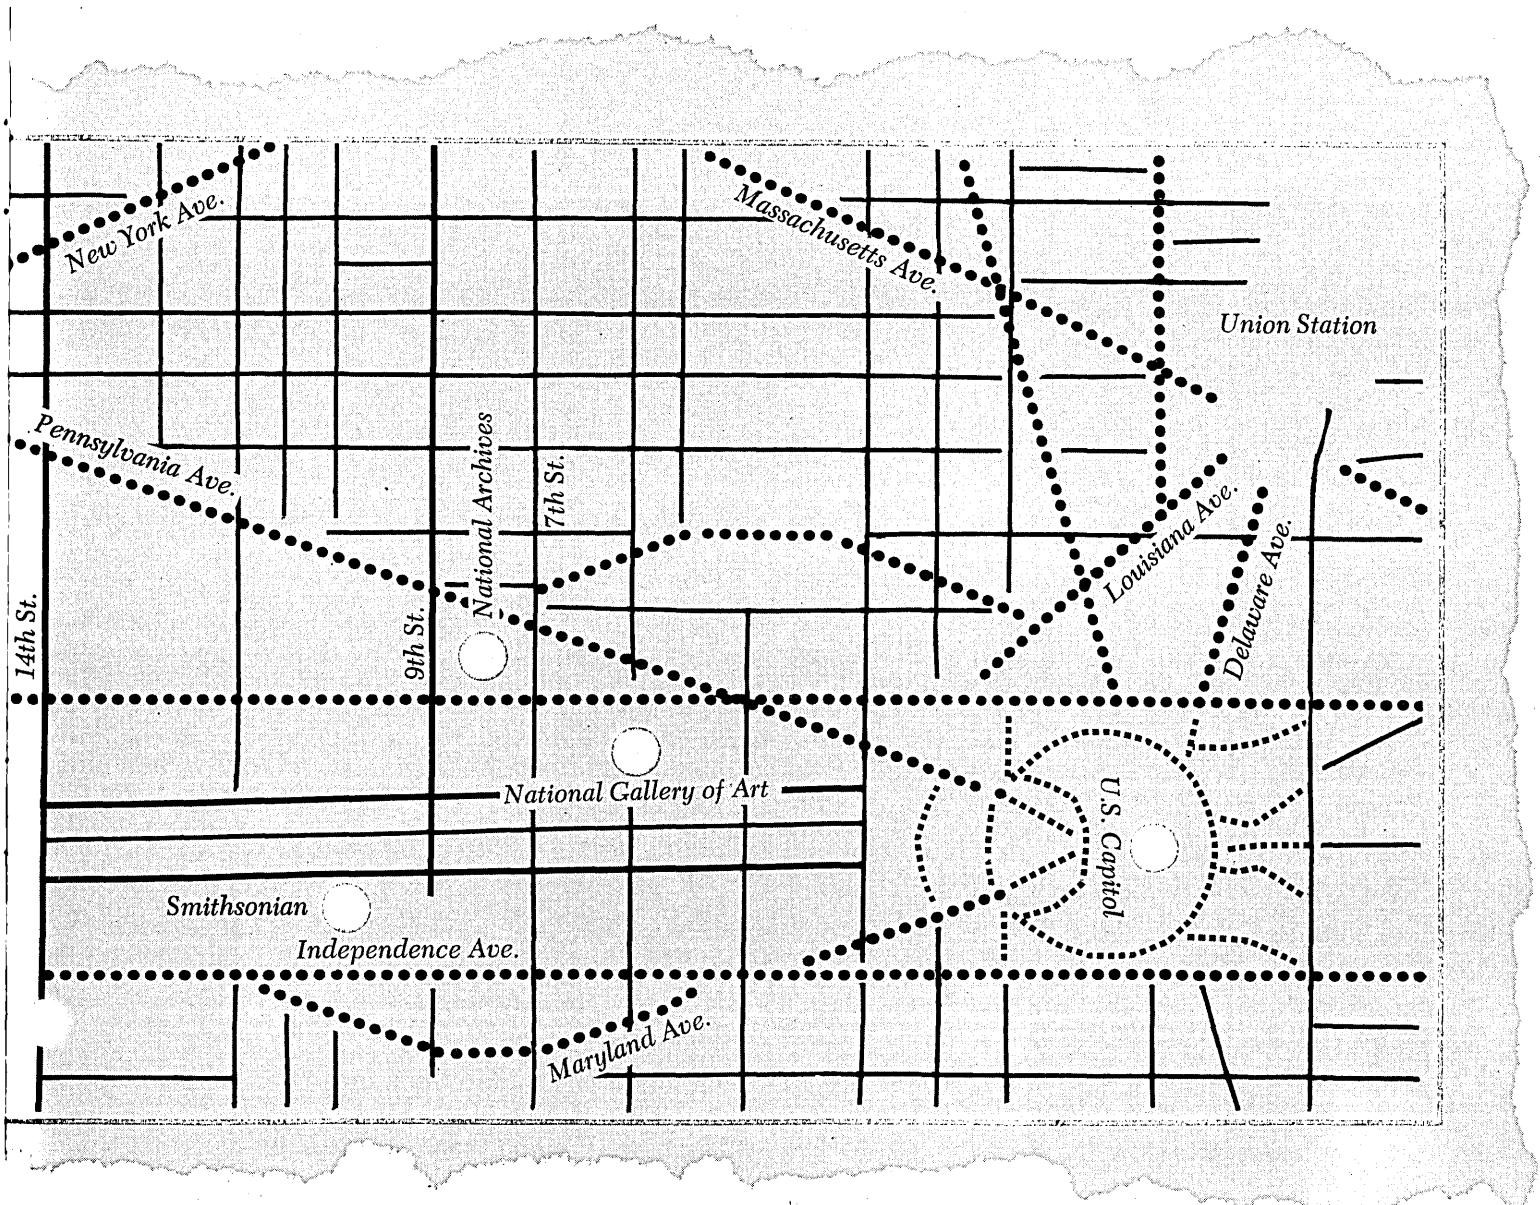 New York Ave.
Massachusetts Ave.
Union Station
Pennsylvania Ave.
National Archives
7th St.
Louisiana Ave.
Delaware Ave.
14th St.
9th St.
National Gallery of Art
U.S. Capitol
Smithsonian
Independence Ave.
Maryland Ave.